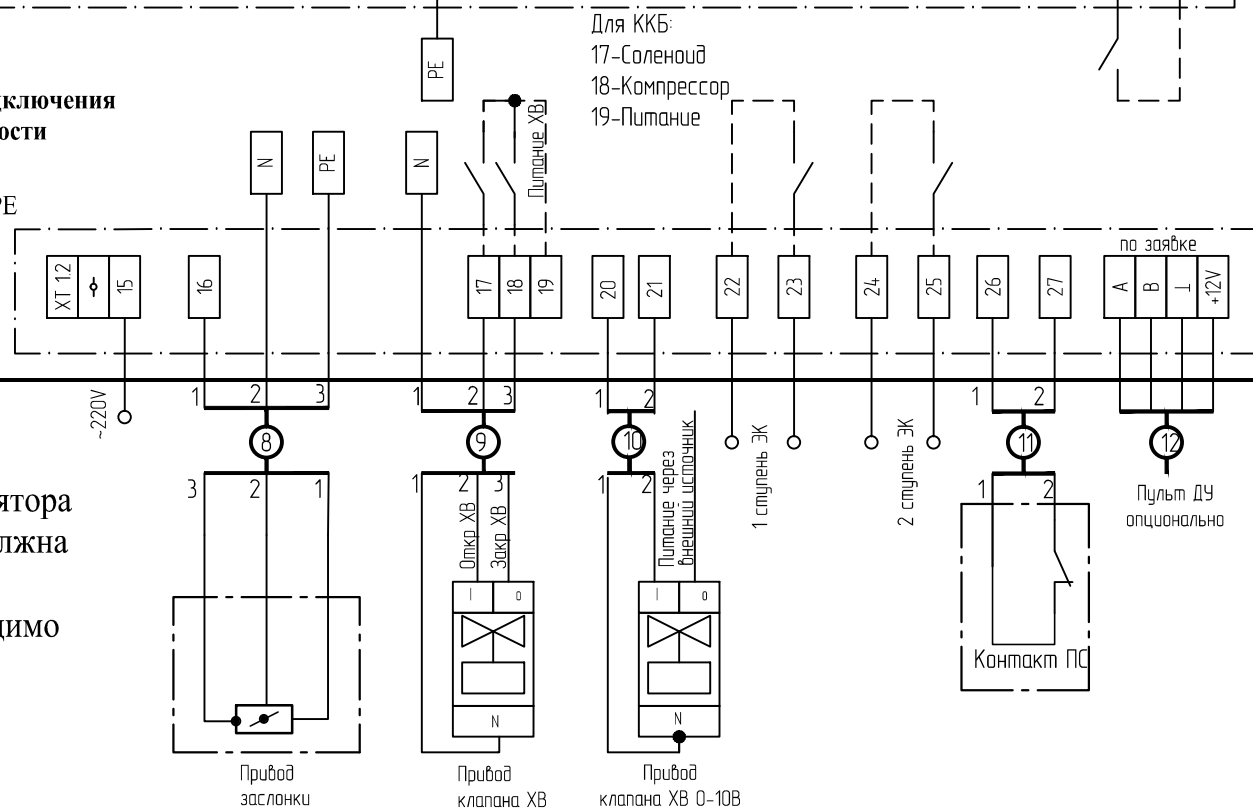 Для ККБ:
17-Соленоид
18-Компрессор
19-Питание
PE
дключения
ости
РЕ
N
PE
N
Питание ХВ
по заявке
XT 1.2
15
16
17
18
19
20
21
22
23
24
25
26
27
A
B
⊥
+12V
~220V
1 2 3
1 2 3
1 2
1 2
8
9
10
11
12
3 2 1
1 2 3
1 2
1 2
Откр ХВ
Закр ХВ
Питание через
внешний источник
1 ступень ЭК
2 ступень ЭК
Пульт ДУ
опционально
ятора
лжна
димо
I 0
I 0
N
N
Контакт ПС
Привод
заслонки
Привод
клапана ХВ
Привод
клапана ХВ 0-10В